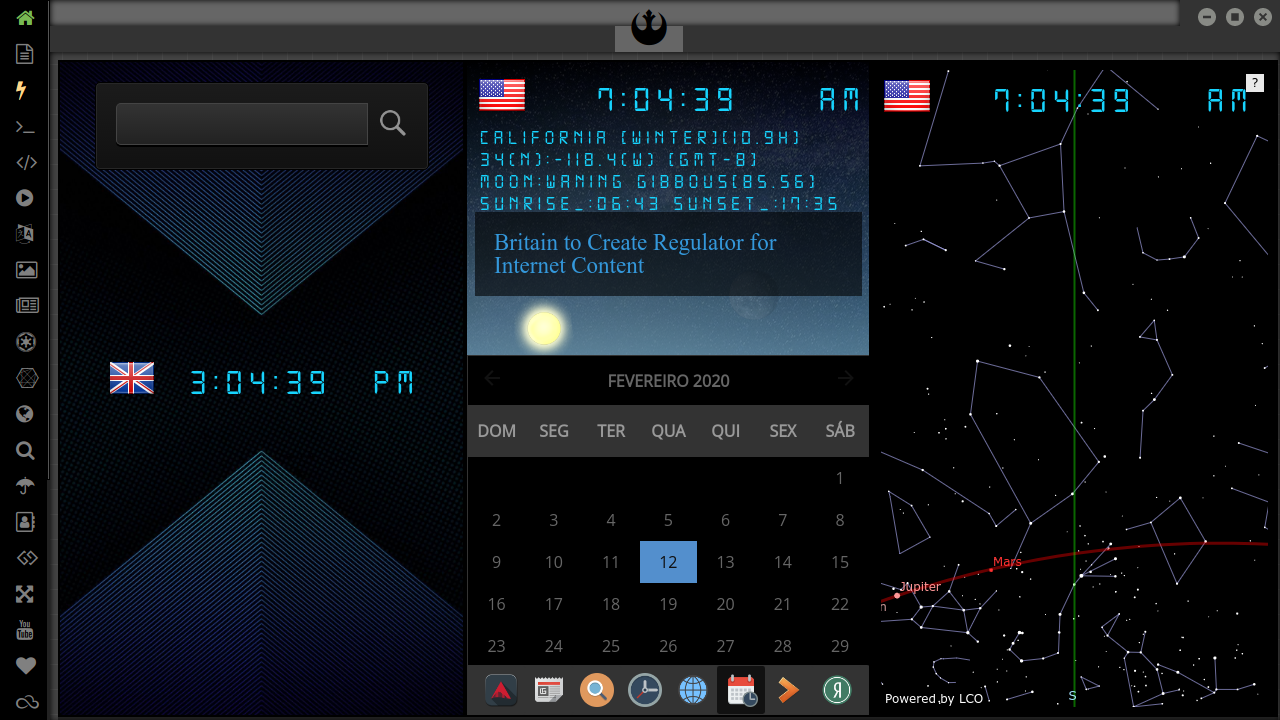 3:04:39 PM
7:04:39 AM
CALIFORNIA (WINTER)(10.9H)
34(N):-118.4(W) (GMT-8)
MOON:WANING GIBBOUS(85.56)
SUNRISE_:06:43 SUNSET_:17:35
Britain to Create Regulator for
Internet Content
FEVEREIRO 2020
DOM SEG TER QUA QUI SEX SÁB
1
2 3 4 5 6 7 8
9 10 11 12 13 14 15
16 17 18 19 20 21 22
23 24 25 26 27 28 29
7:04:39 AM
?
Mars
Jupiter
n
S
Powered by LCO
You
Tube
Я